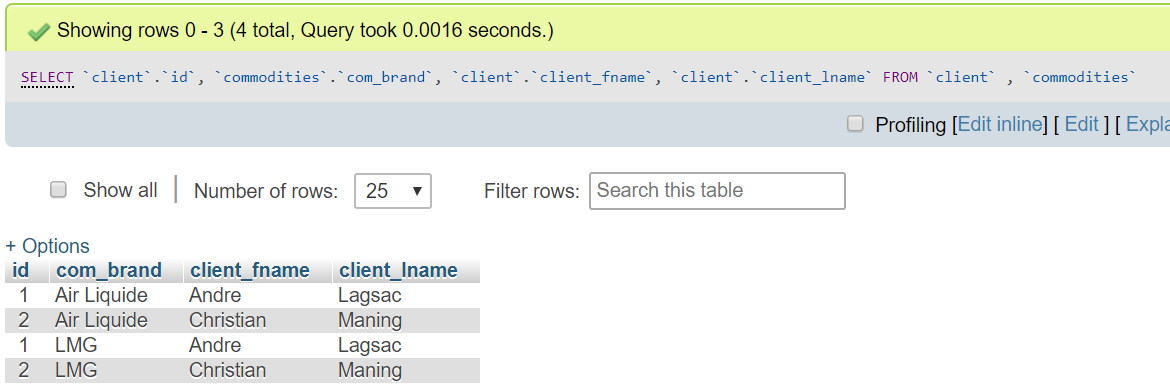 Showing rows 0 - 3 (4 total, Query took 0.0016 seconds.)
SELECT `client`.`id`, `commodities`.`com_brand`, `client`.`client_fname`, `client`.`client_lname` FROM `client` , `commodities`
Profiling [Edit inline] [ Edit ] [ Expla
Show all | Number of rows: 25 Filter rows: Search this table
+ Options
id com_brand client_fname client_lname
1 Air Liquide Andre Lagsac
2 Air Liquide Christian Maning
1 LMG Andre Lagsac
2 LMG Christian Maning